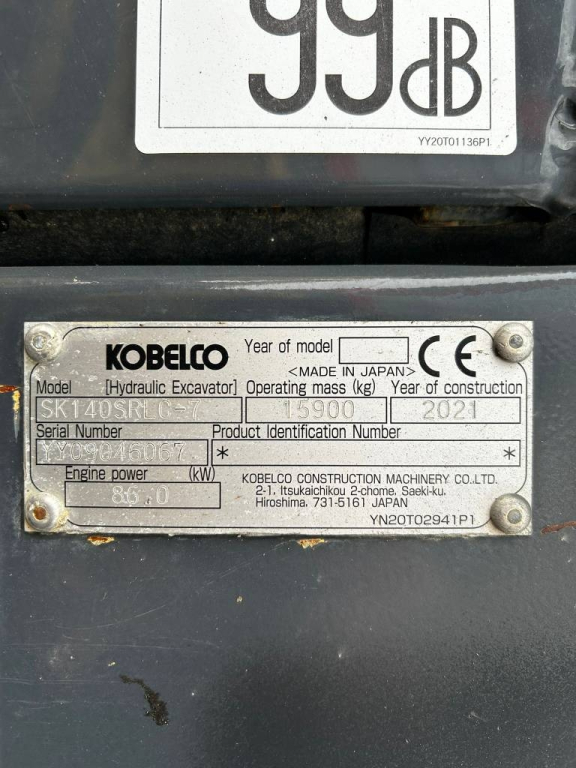 99dB
YY20T01136P1
KOBELCO
Year of model
<MADE IN JAPAN>
CE
Model [Hydraulic Excavator] Operating mass (kg) Year of construction
SK140SRLC-7 15900 2021
Serial Number Product Identification Number
YY09046067 * *
Engine power (kW)
86.0
KOBELCO CONSTRUCTION MACHINERY CO.,LTD.
2-1, Itsukaichikou 2-chome, Saeki-ku,
Hiroshima, 731-5161 JAPAN
YN20T02941P1